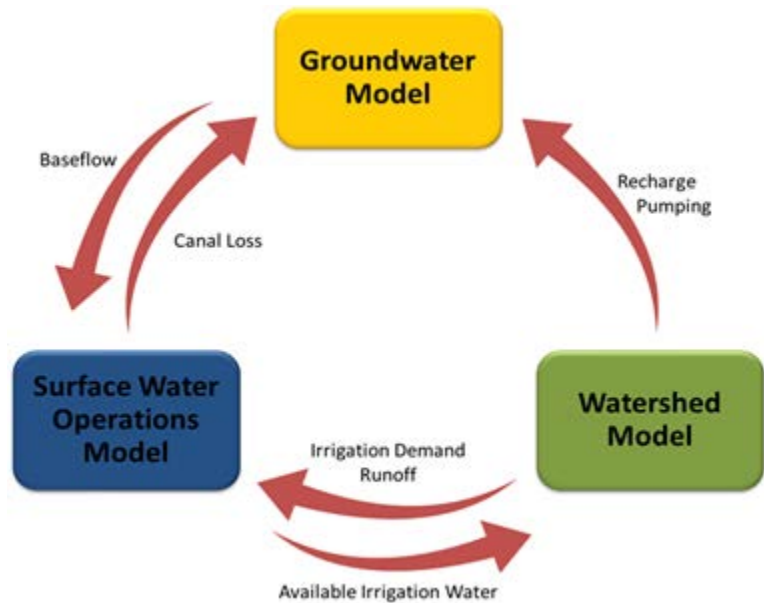 Groundwater
Model
Baseflow
Canal Loss
Recharge
Pumping
Surface Water
Operations
Model
Watershed
Model
Irrigation Demand
Runoff
Available Irrigation Water